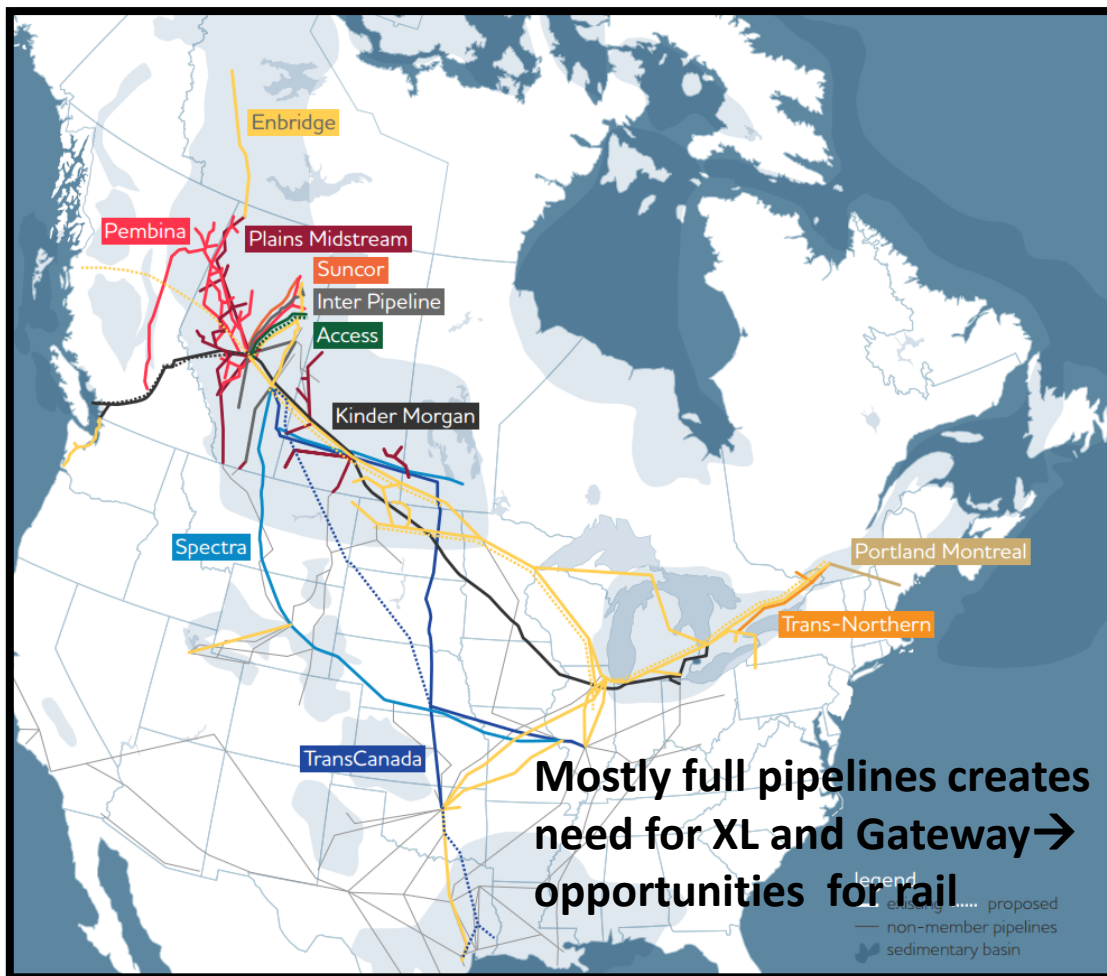 Enbridge
Pembina
Plains Midstream
Suncor
Inter Pipeline
Access
Kinder Morgan
Spectra
Portland Montreal
Trans-Northern
TransCanada
Mostly full pipelines creates
need for XL and Gateway→
opportunities for rail
legend
existing proposed
non-member pipelines
sedimentary basin